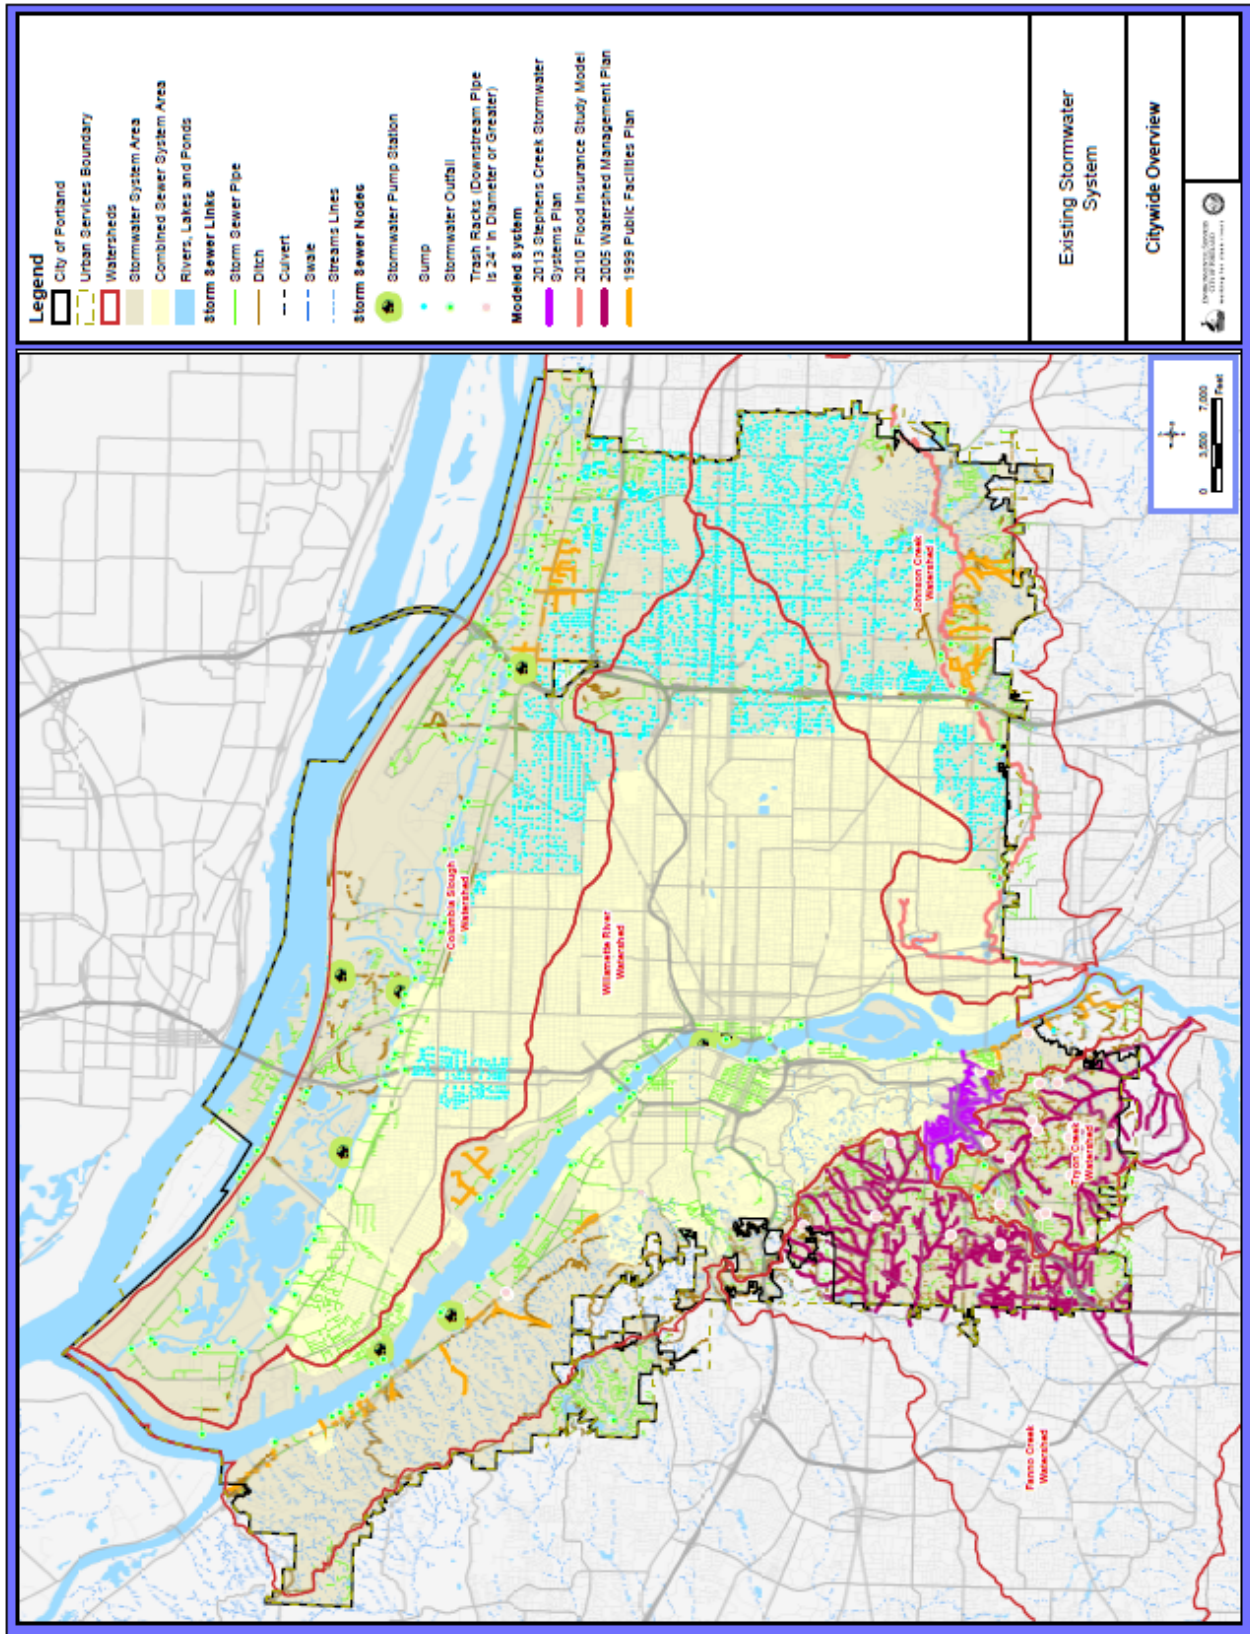 Legend
City of Portland
Urban Services Boundary
Watersheds
Stormwater System Area
Combined Sewer System Area
Rivers, Lakes and Ponds
Storm Sewer Links
Storm Sewer Pipe
Ditch
Culvert
Swale
Streams Lines
Storm Sewer Nodes
Stormwater Pump Station
Sump
Stormwater Outfall
Trash Racks (Downstream Pipe
Is 24" In Diameter or Greater)
Modeled System
2013 Stephens Creek Stormwater
Systems Plan
2010 Flood Insurance Study Model
2005 Watershed Management Plan
1999 Public Facilities Plan
Existing Stormwater
System
Citywide Overview
Columbia Slough
Watershed
Willamette River
Watershed
Johnson Creek
Watershed
Tryon Creek
Watershed
Fanno Creek
Watershed
0 3,500 7,000
Feet